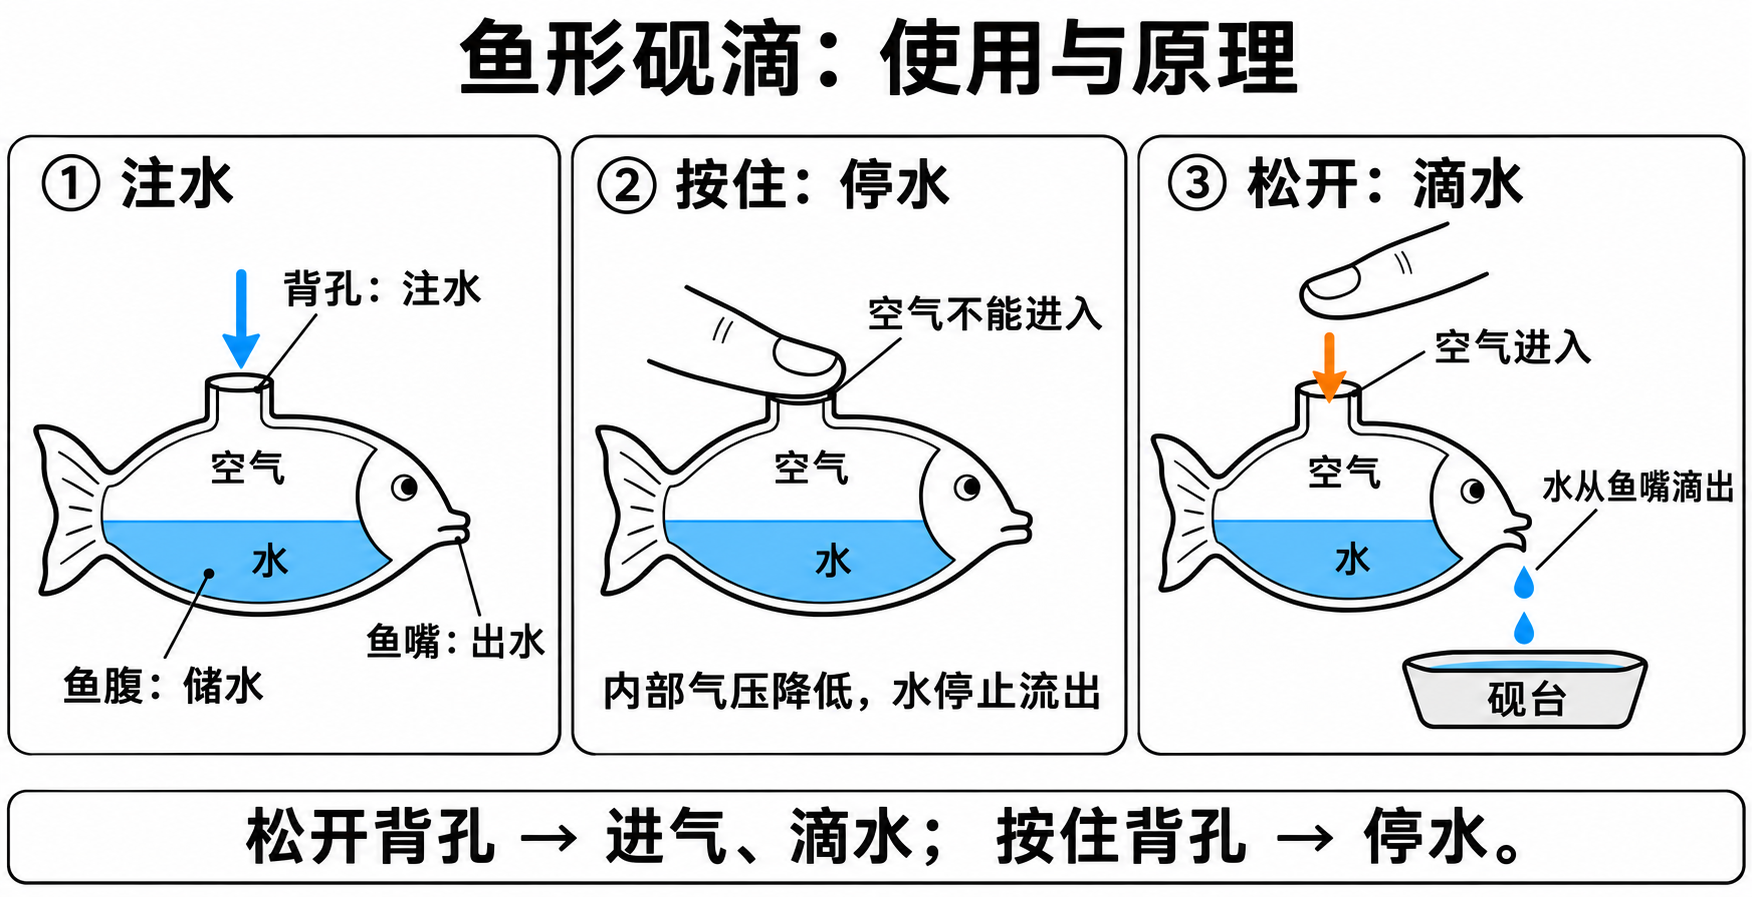 鱼形砚滴：使用与原理
① 注水
背孔：注水
空气
水
鱼嘴：出水
鱼腹：储水
② 按住：停水
空气不能进入
空气
水
内部气压降低，水停止流出
③ 松开：滴水
空气进入
空气
水从鱼嘴滴出
水
砚台
松开背孔 → 进气、滴水； 按住背孔 → 停水。